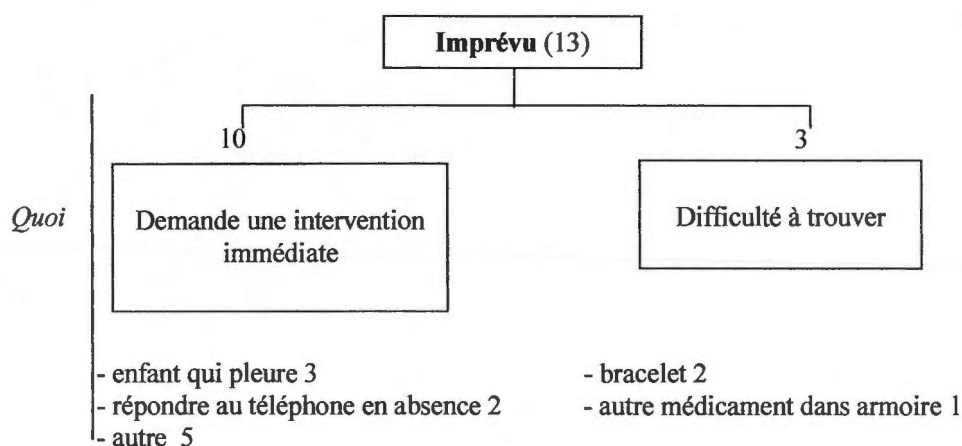 Imprévu (13)
10
3
Quoi
Demande une intervention
immédiate
Difficulté à trouver
- enfant qui pleure 3
- répondre au téléphone en absence 2
- autre 5
- bracelet 2
- autre médicament dans armoire 1